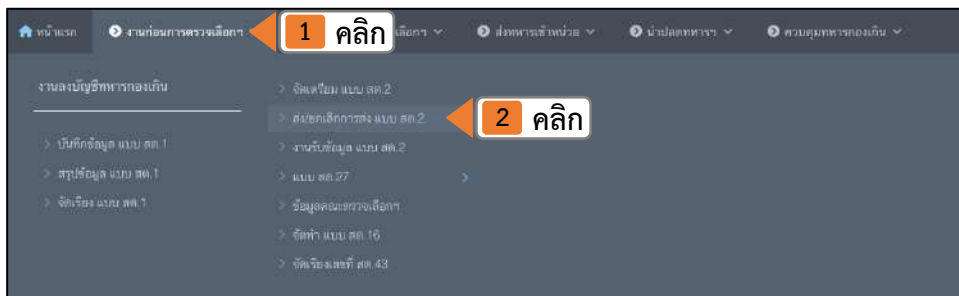 หน้าแรก งานก่อนการตรวจเลือกฯ 1 คลิก เลือกฯ ส่งทหารเข้าหน่วย นำปลดทหารฯ ควบคุมทหารกองเกิน
งานลงบัญชีทหารกองเกิน
> จัดเตรียม แบบ สด.2
> ส่ง/ยกเลิกการส่ง แบบ สด.2 2 คลิก
> บันทึกข้อมูล แบบ สด.1
> งานรับข้อมูล แบบ สด.2
> สรุปข้อมูล แบบ สด.1
> แบบ สด.27 >
> จัดเรียง แบบ สด.1
> ข้อมูลคณะตรวจเลือกฯ
> จัดทำ แบบ สด.16
> จัดเรียงเลขที่ สด.43